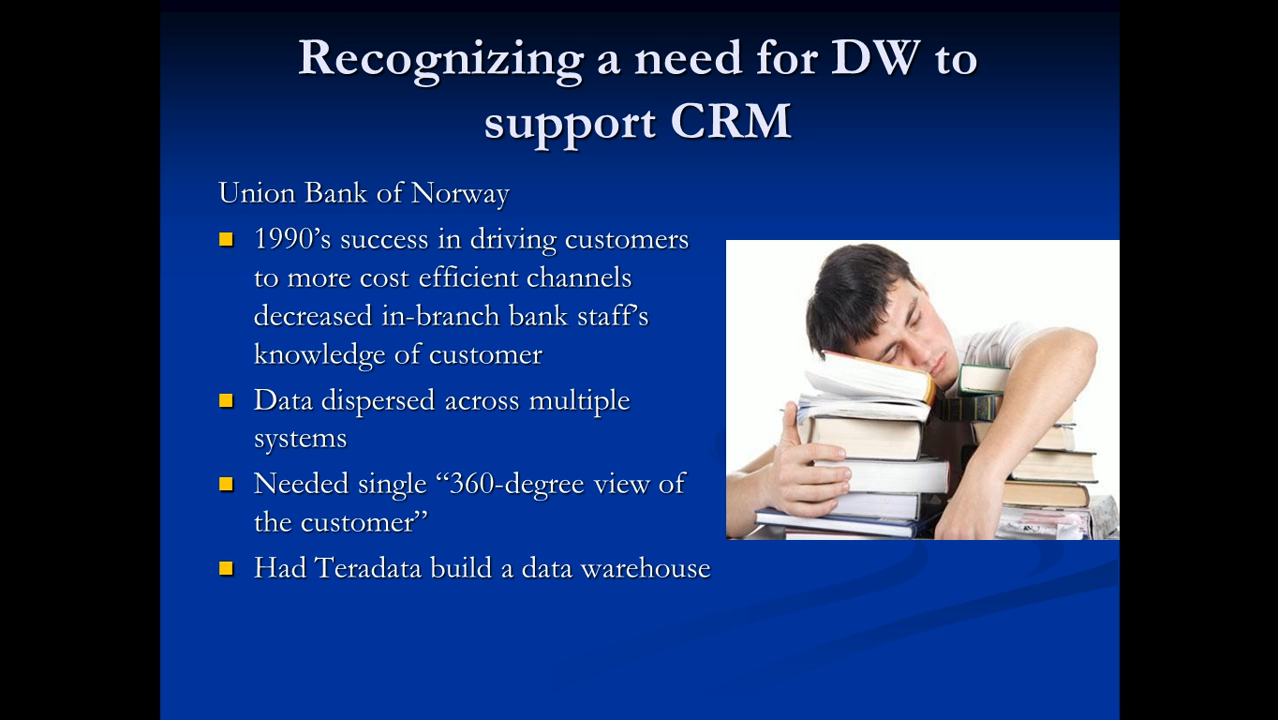 Recognizing a need for DW to
support CRM
Union Bank of Norway
1990’s success in driving customers
to more cost efficient channels
decreased in-branch bank staff’s
knowledge of customer
Data dispersed across multiple
systems
Needed single “360-degree view of
the customer”
Had Teradata build a data warehouse